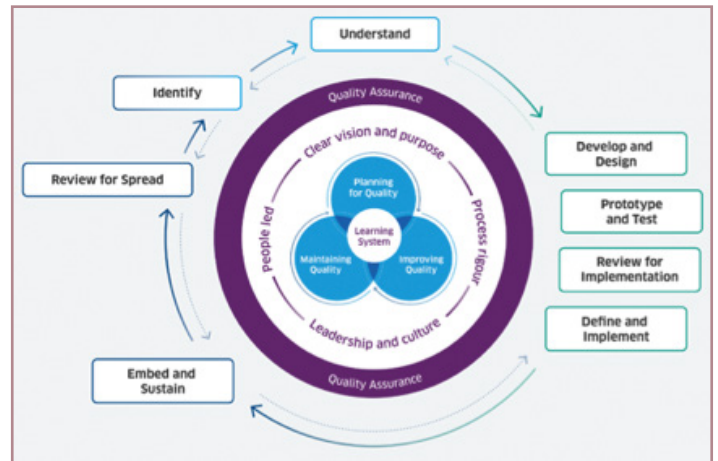 Understand
Identify
Review for Spread
Embed and
Sustain
Develop and
Design
Prototype
and Test
Review for
Implementation
Define and
Implement
Quality Assurance
Clear vision and purpose
People led
Process rigour
Leadership and culture
Planning
for Quality
Learning
System
Maintaining
Quality
Improving
Quality
Quality Assurance